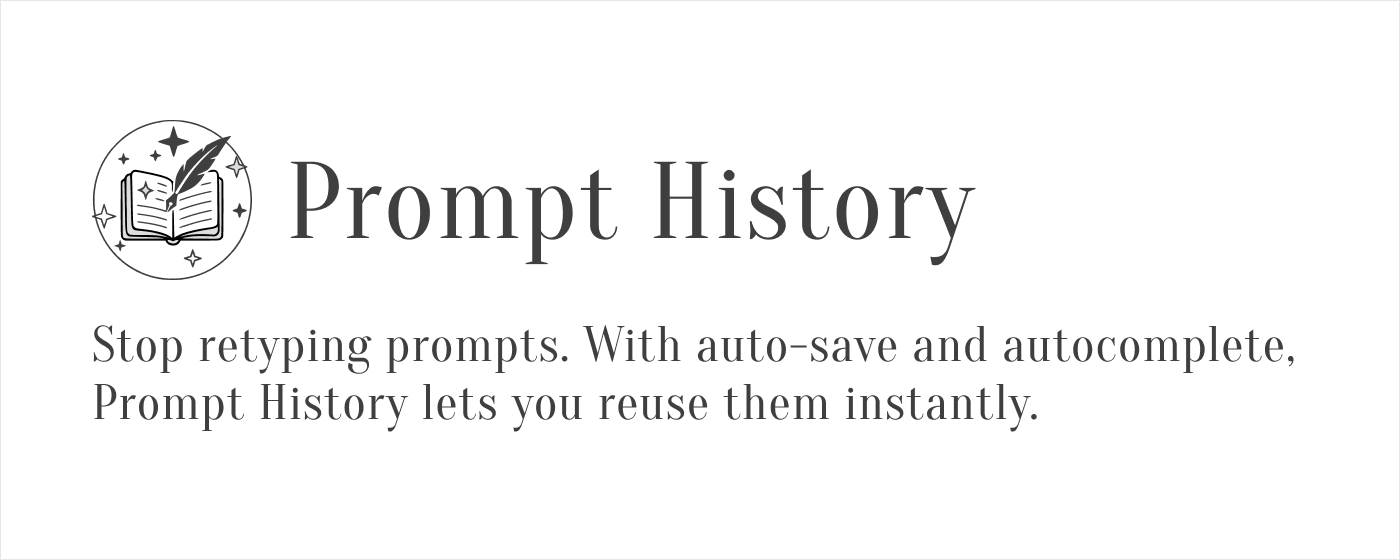 Prompt History
Stop retyping prompts. With auto-save and autocomplete,
Prompt History lets you reuse them instantly.